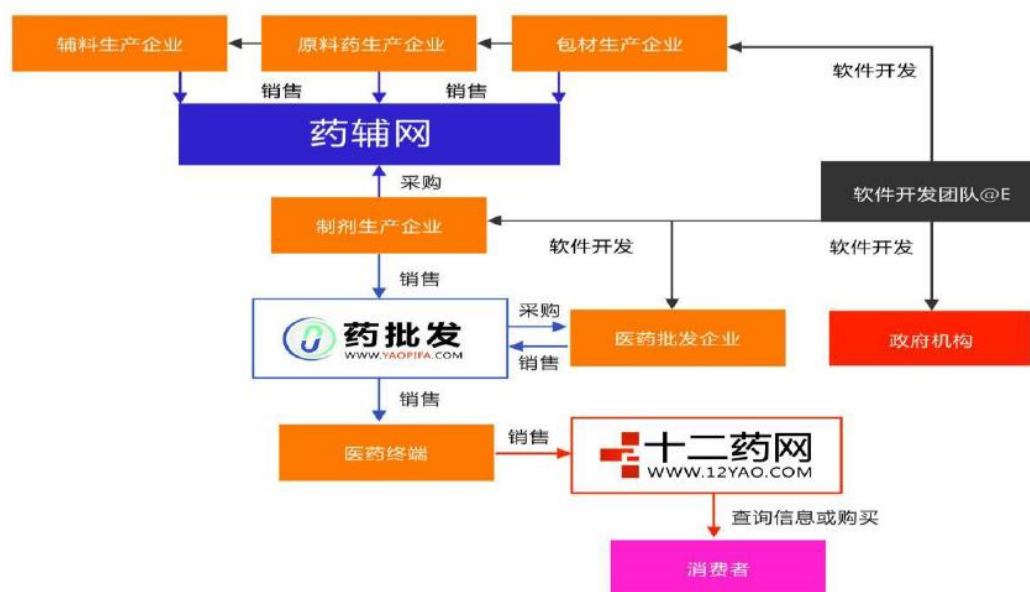 辅料生产企业
原料药生产企业
包材生产企业
软件开发
销售
销售
药辅网
采购
软件开发团队@E
制剂生产企业
软件开发
软件开发
销售
药批发
WWW.YAOPIFA.COM
采购
销售
医药批发企业
政府机构
销售
医药终端
销售
十二药网
WWW.12YAO.COM
查询信息或购买
消费者